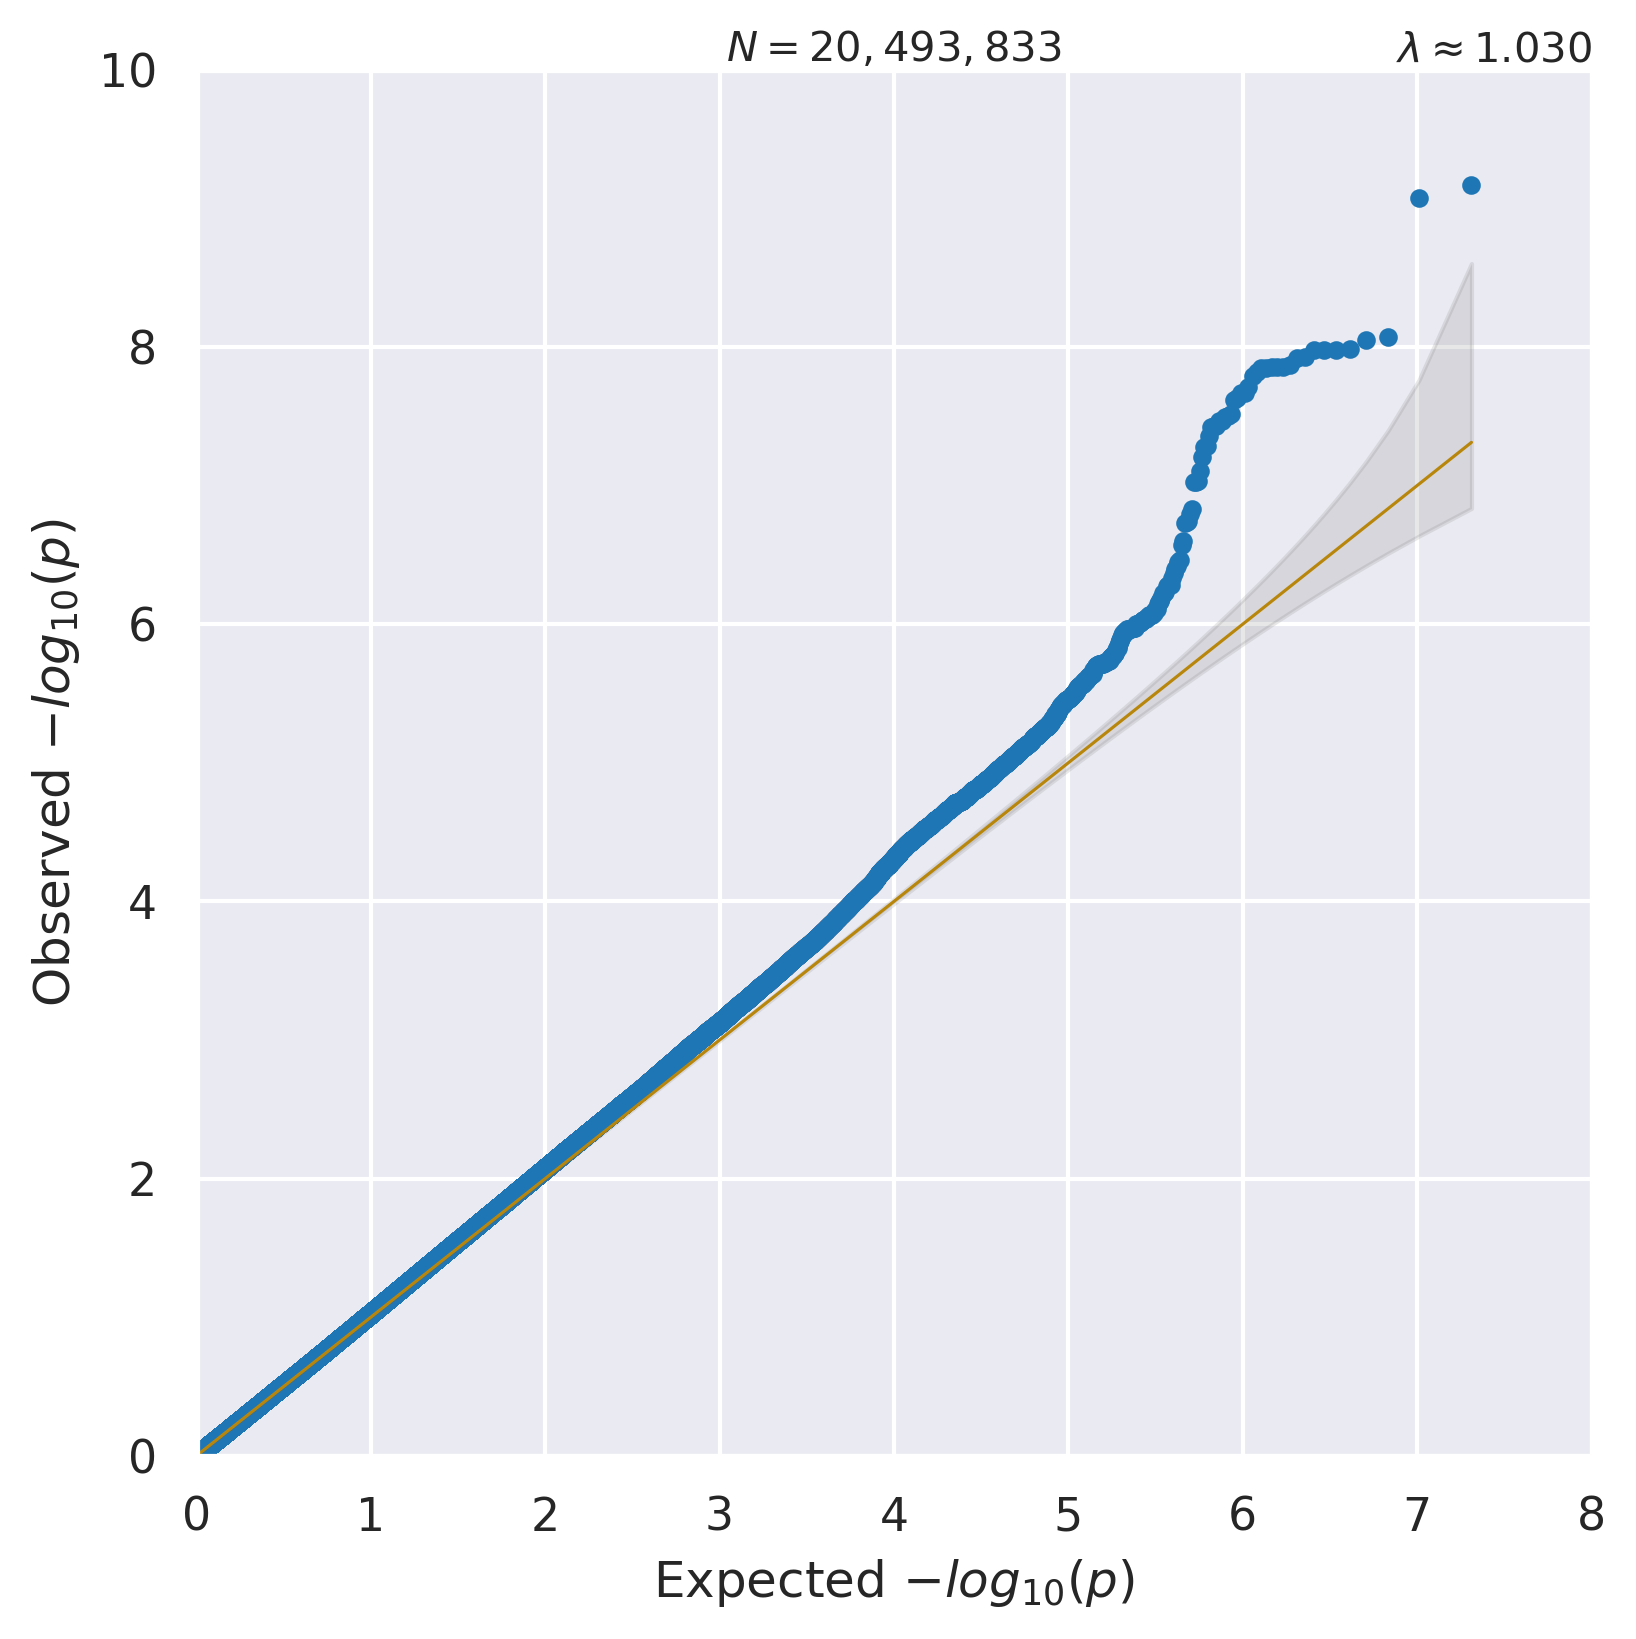 N = 20,493,833
λ ≈ 1.030
10
8
6
4
2
0
Observed −log₁₀(p)
0 1 2 3 4 5 6 7 8
Expected −log₁₀(p)